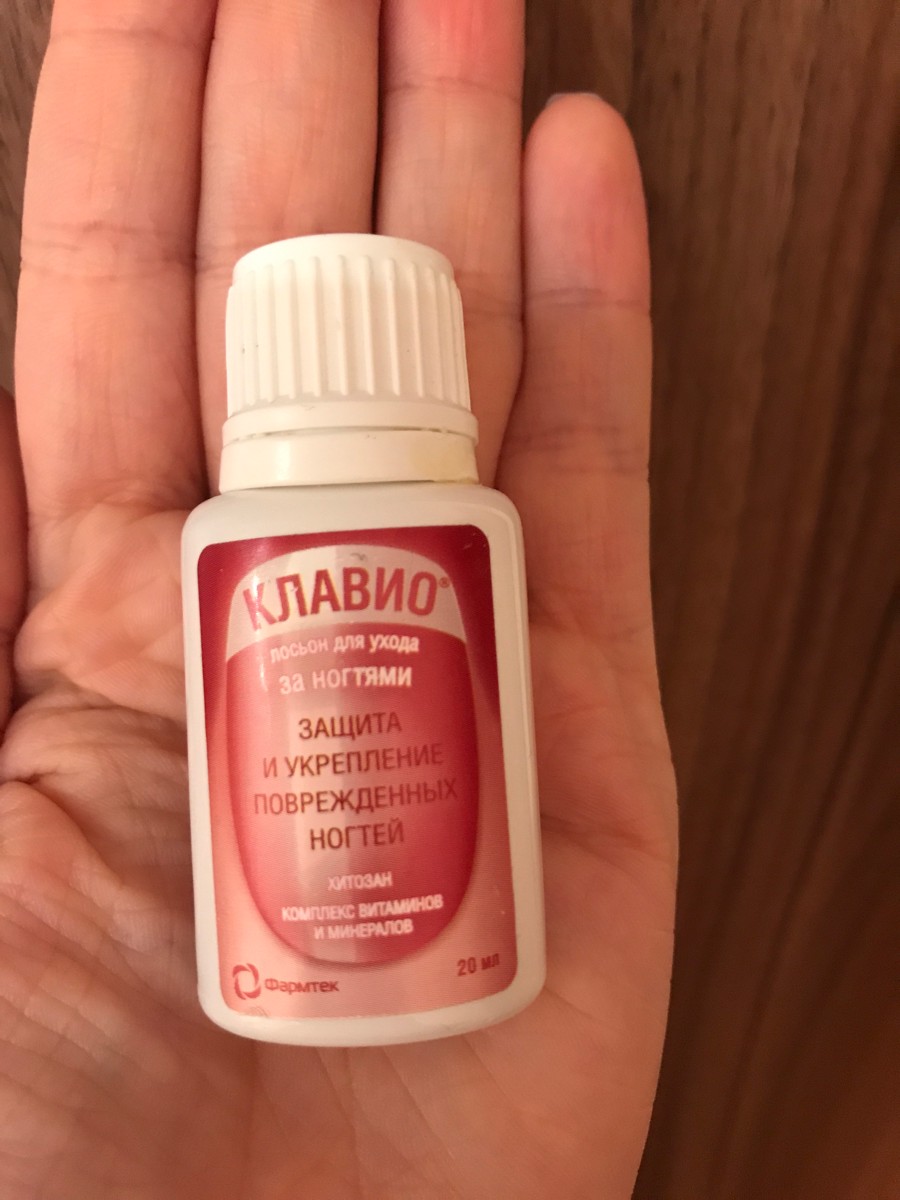 КЛАВИО®
лосьон для ухода
за ногтями
ЗАЩИТА
И УКРЕПЛЕНИЕ
ПОВРЕЖДЕННЫХ
НОГТЕЙ
ХИТОЗАН
КОМПЛЕКС ВИТАМИНОВ
И МИНЕРАЛОВ
Фармтек
20 мл